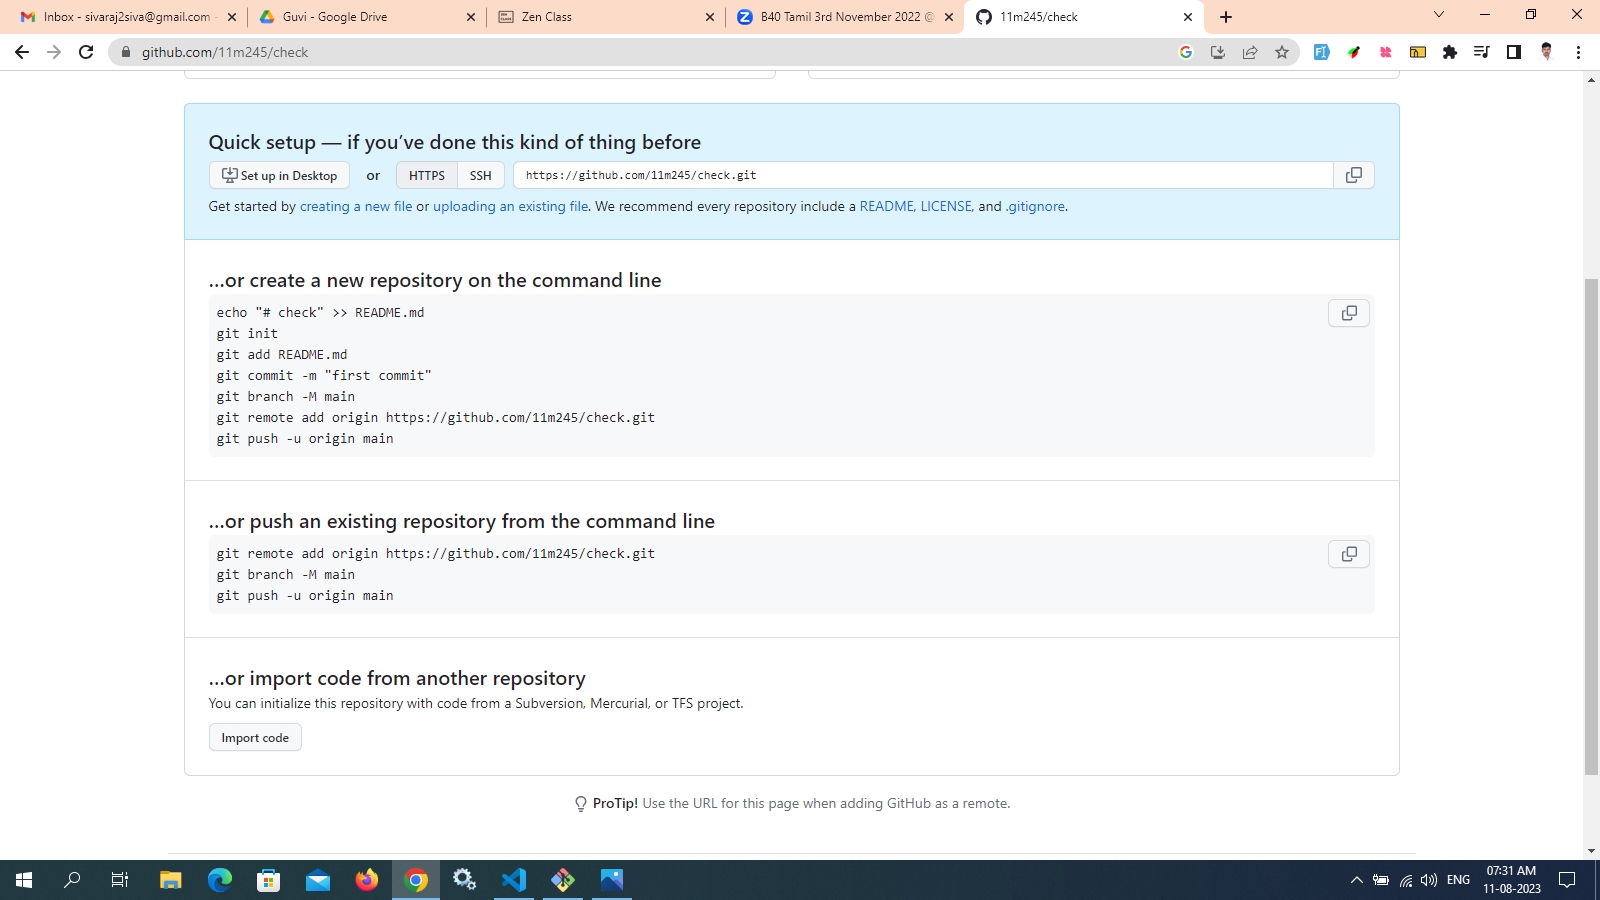 Inbox - sivaraj2siva@gmail.com -
Guvi - Google Drive
Zen Class
B40 Tamil 3rd November 2022 @
11m245/check
github.com/11m245/check
Quick setup — if you've done this kind of thing before
Set up in Desktop
or
HTTPS
SSH
https://github.com/11m245/check.git
Get started by creating a new file or uploading an existing file. We recommend every repository include a README, LICENSE, and .gitignore.
…or create a new repository on the command line
echo "# check" >> README.md
git init
git add README.md
git commit -m "first commit"
git branch -M main
git remote add origin https://github.com/11m245/check.git
git push -u origin main
…or push an existing repository from the command line
git remote add origin https://github.com/11m245/check.git
git branch -M main
git push -u origin main
…or import code from another repository
You can initialize this repository with code from a Subversion, Mercurial, or TFS project.
Import code
ProTip! Use the URL for this page when adding GitHub as a remote.
ENG
07:31 AM
11-08-2023